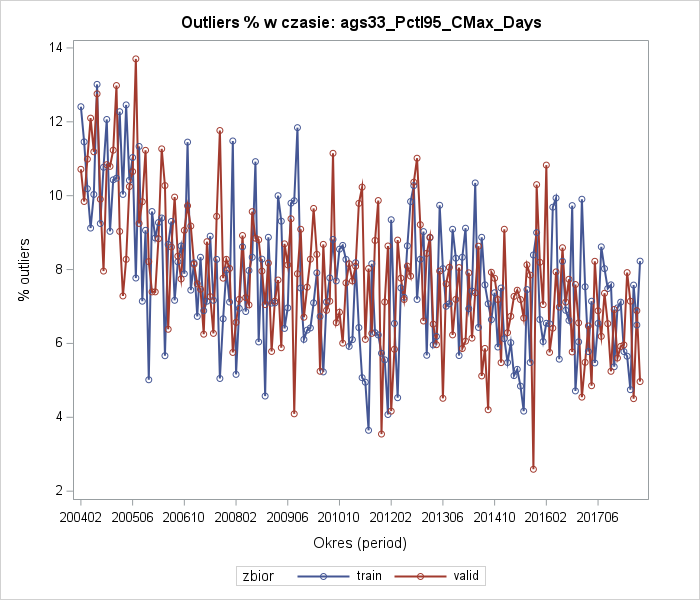 Outliers % w czasie: ags33_Pctl95_CMax_Days
14
12
10
8
6
4
2
% outliers
200402 200506 200610 200802 200906 201010 201202 201306 201410 201602 201706
Okres (period)
zbior train valid